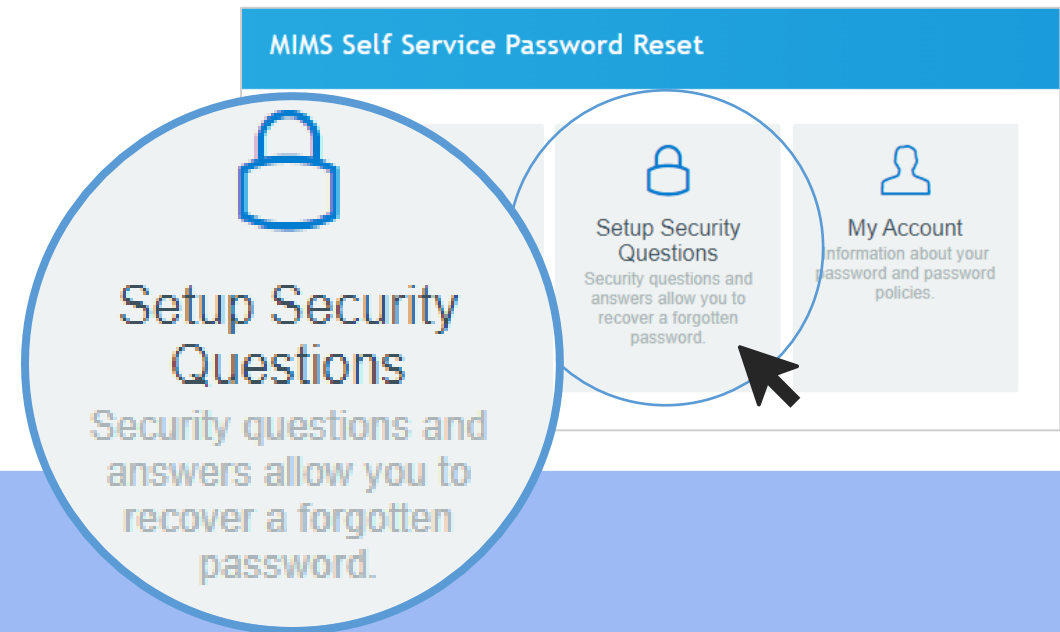 MIMS Self Service Password Reset
Setup Security
Questions
Security questions and
answers allow you to
recover a forgotten
password.
Setup Security
Questions
Security questions and
answers allow you to
recover a forgotten
password.
My Account
Information about your
password and password
policies.